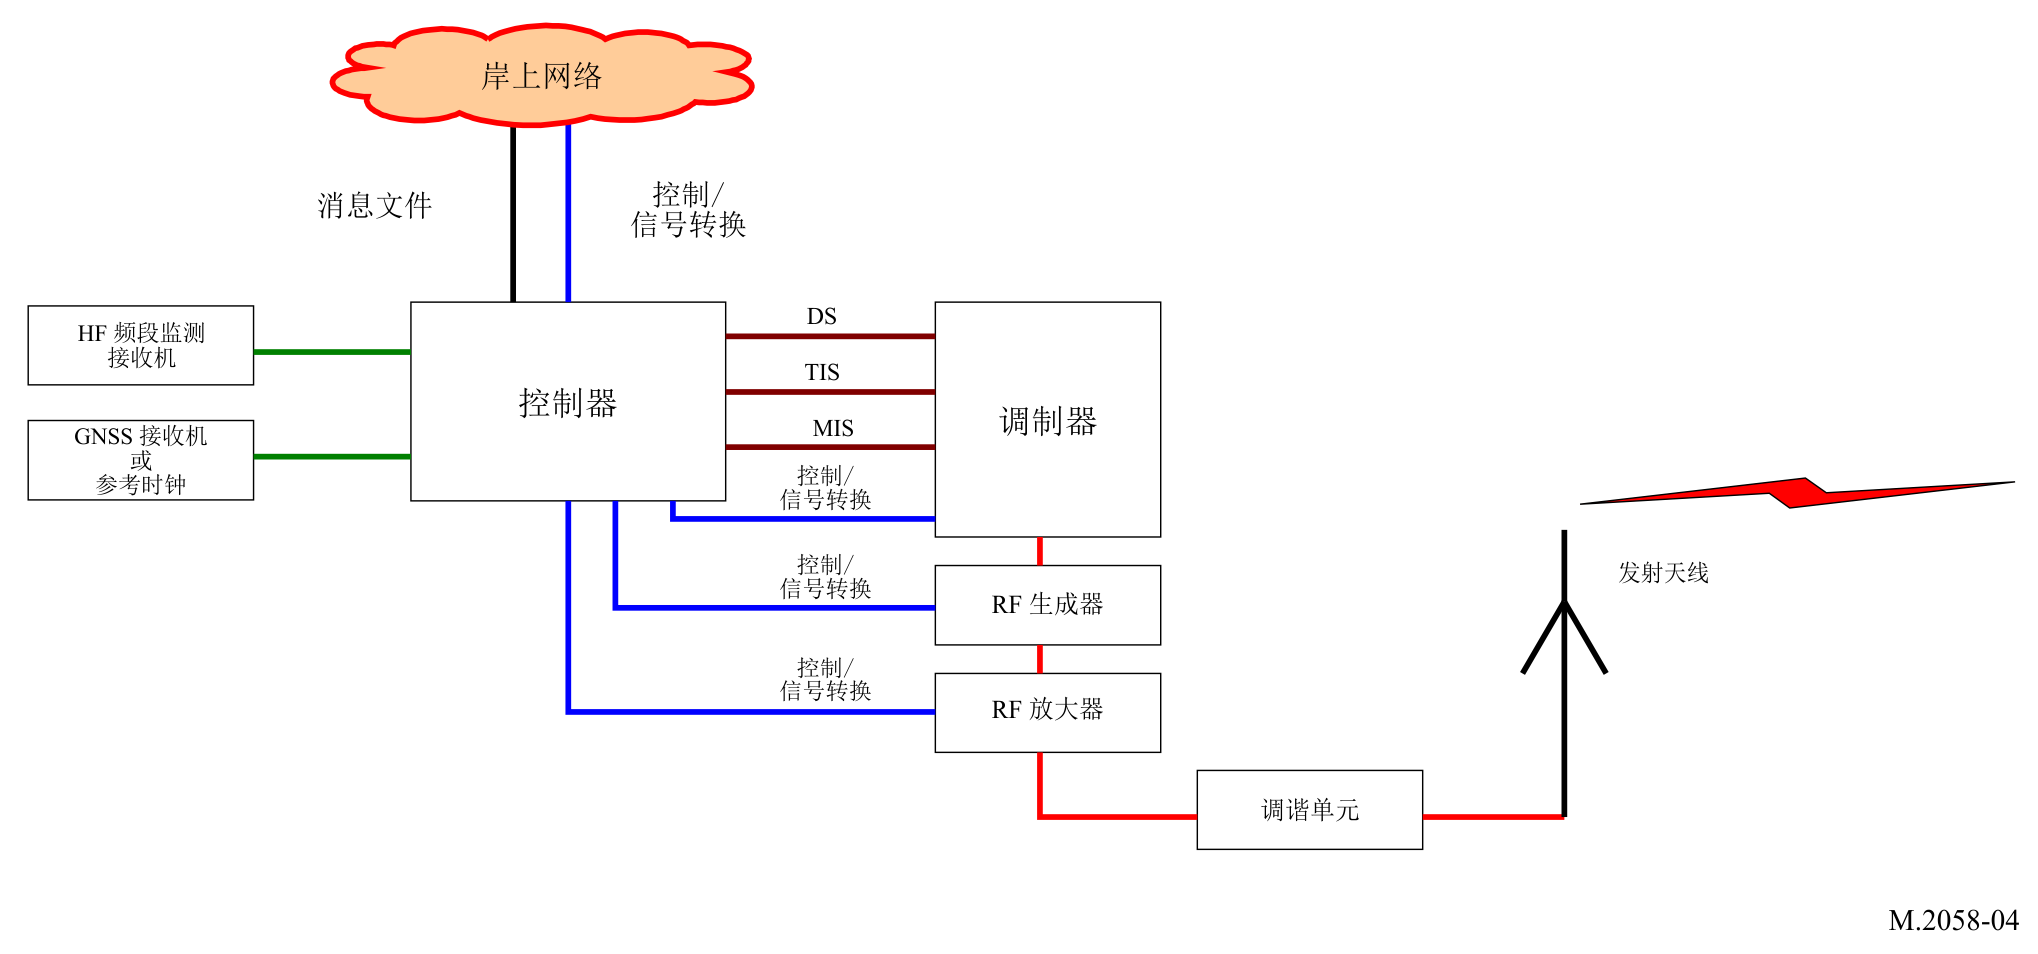 岸上网络
消息文件
控制/
信号转换
HF 频段监测
接收机
GNSS 接收机
或
参考时钟
控制器
DS
TIS
MIS
控制/
信号转换
调制器
控制/
信号转换
RF 生成器
控制/
信号转换
RF 放大器
调谐单元
发射天线
M.2058-04